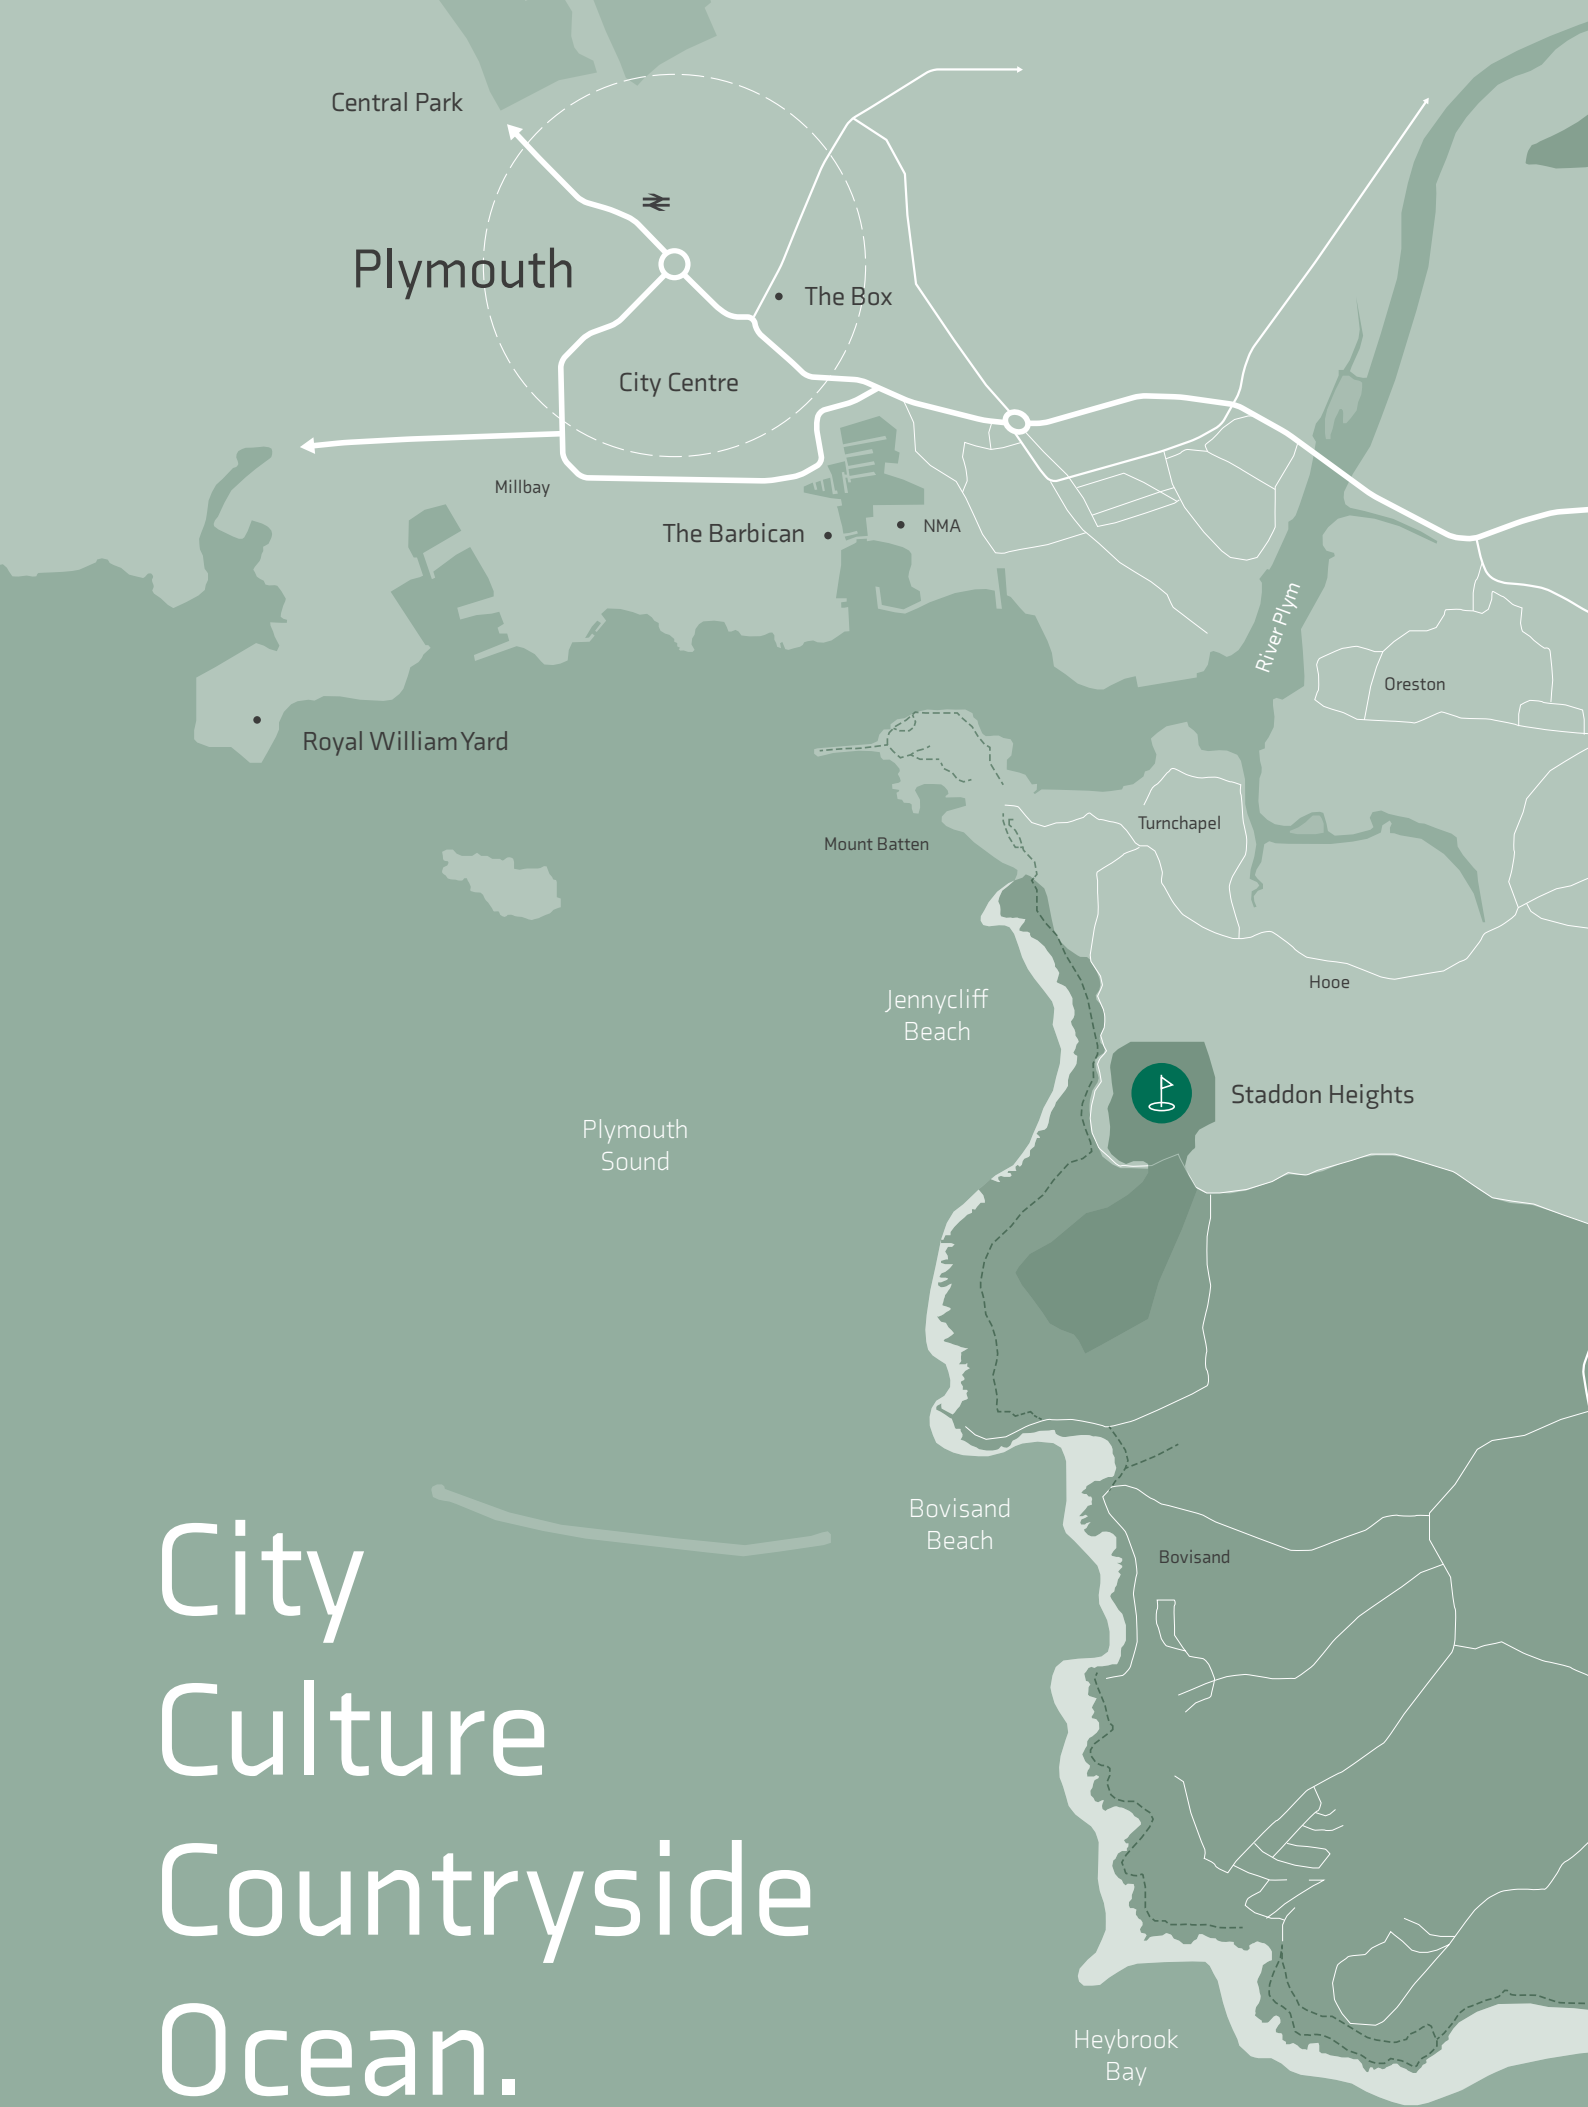 Central Park
Plymouth
The Box
City Centre
Millbay
The Barbican
NMA
River Plym
Oreston
Royal William Yard
Turnchapel
Mount Batten
Hooe
Jennycliff
Beach
Staddon Heights
Plymouth
Sound
Bovisand
Beach
Bovisand
City
Culture
Countryside
Ocean.
Heybrook
Bay